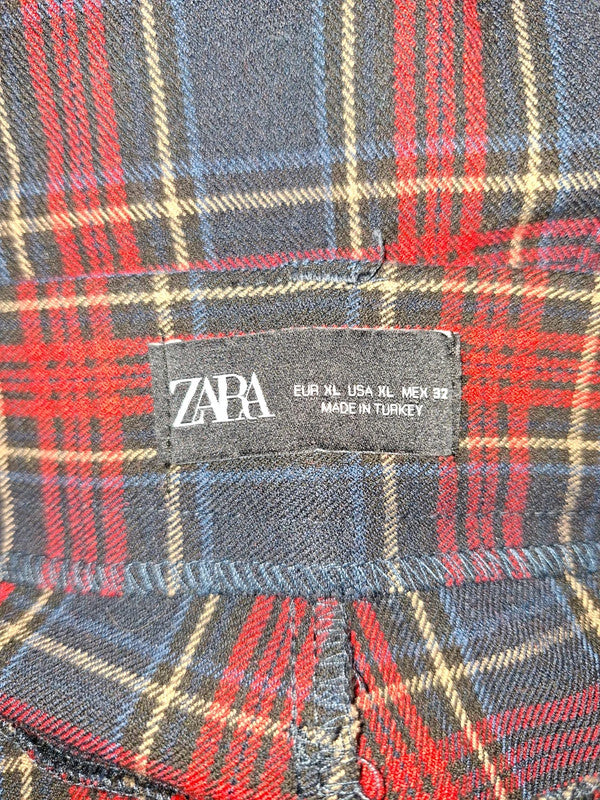 ZARA
EUR XL USA XL MEX 32
MADE IN TURKEY